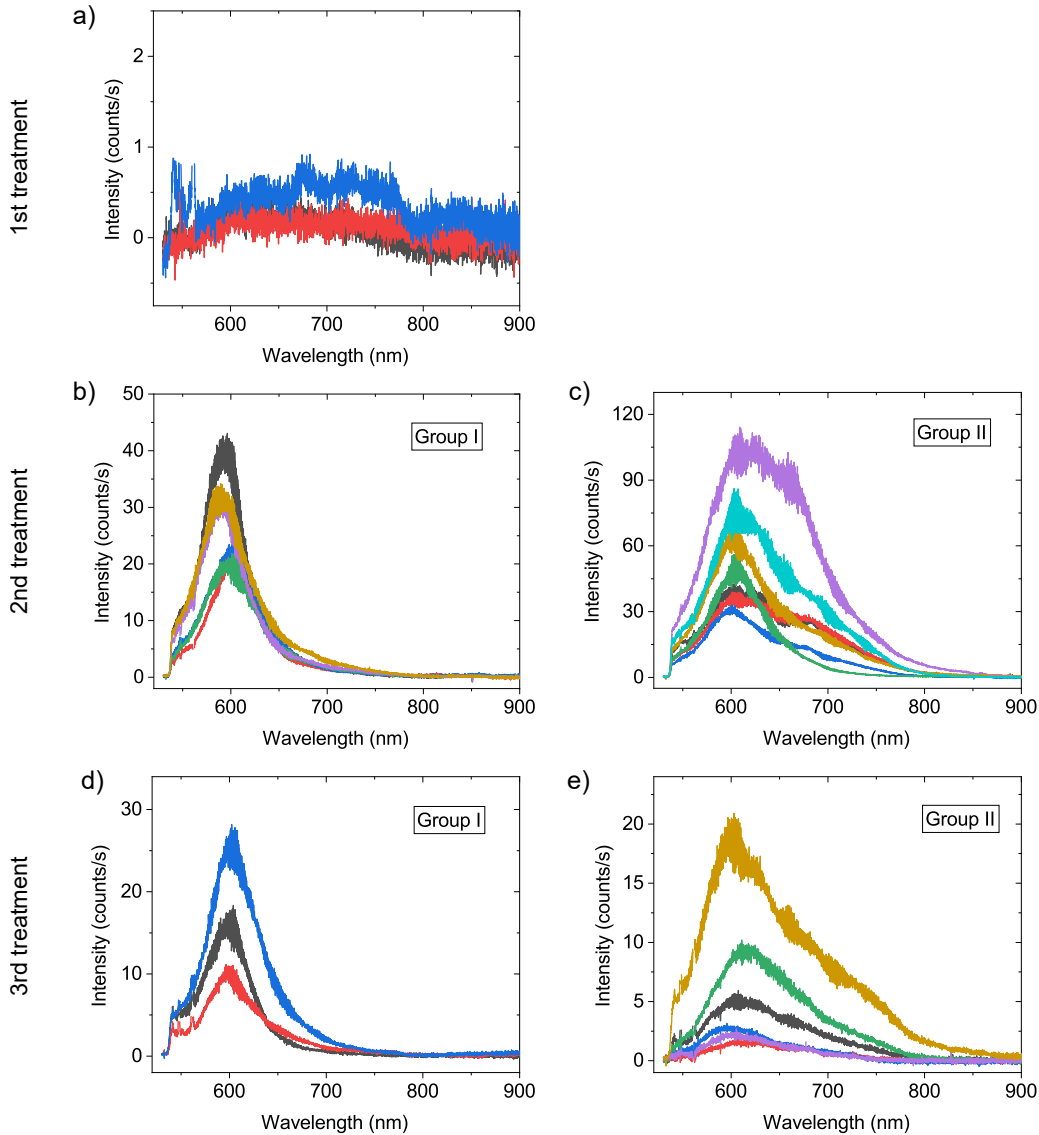 1st treatment
a)
Intensity (counts/s)
2
1
0
600 700 800 900
Wavelength (nm)
2nd treatment
b)
Group I
Intensity (counts/s)
50
40
30
20
10
0
600 700 800 900
Wavelength (nm)
c)
Group II
Intensity (counts/s)
120
90
60
30
0
600 700 800 900
Wavelength (nm)
3rd treatment
d)
Group I
Intensity (counts/s)
30
20
10
0
600 700 800 900
Wavelength (nm)
e)
Group II
Intensity (counts/s)
20
15
10
5
0
600 700 800 900
Wavelength (nm)